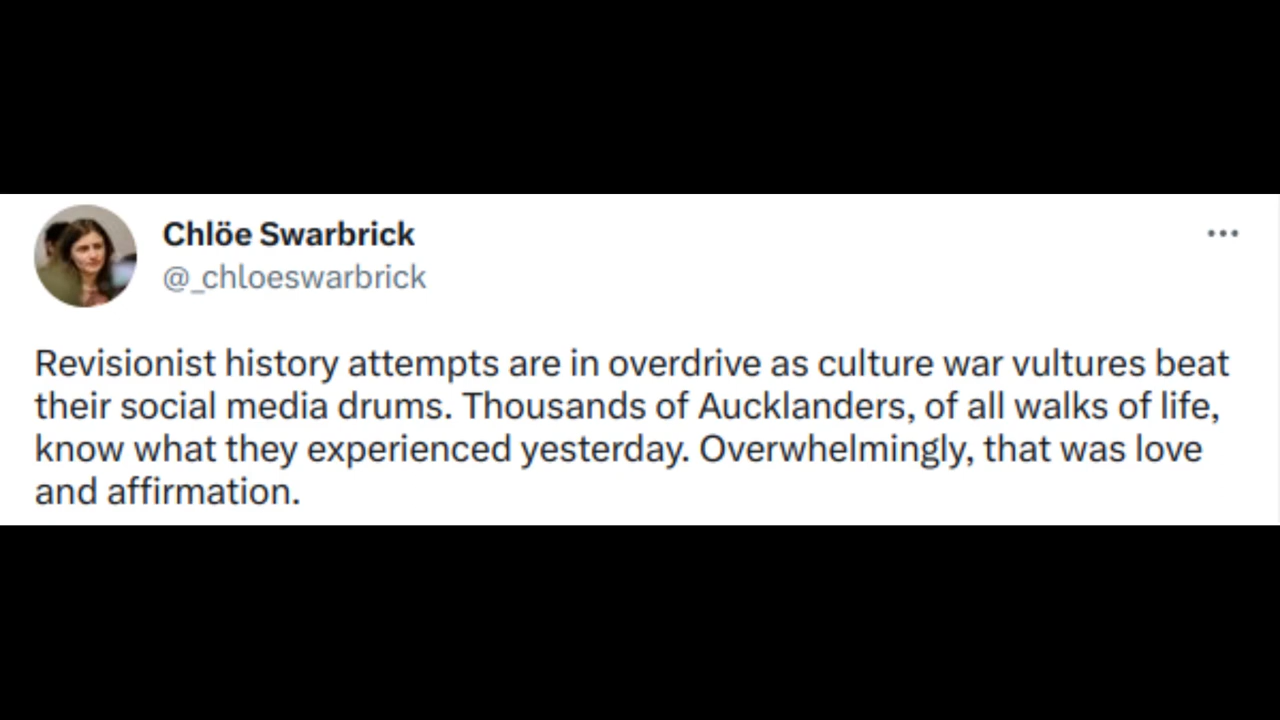 Chlöe Swarbrick
@_chloeswarbrick
Revisionist history attempts are in overdrive as culture war vultures beat
their social media drums. Thousands of Aucklanders, of all walks of life,
know what they experienced yesterday. Overwhelmingly, that was love
and affirmation.